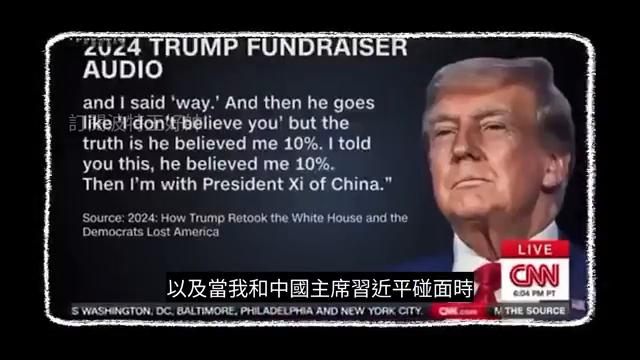 2024 TRUMP FUNDRAISER
AUDIO
and I said ‘way.’ And then he goes
like, ‘I don’t believe you’ but the
truth is he believed me 10%. I told
you this, he believed me 10%.
Then I’m with President Xi of China.”
Source: 2024: How Trump Retook the White House and the
Democrats Lost America
LIVE
CNN
6:04 PM PT
以及當我和中國主席習近平碰面時
S WASHINGTON, DC, BALTIMORE, PHILADELPHIA AND NEW YORK CITY.
CNN.com
THE SOURCE